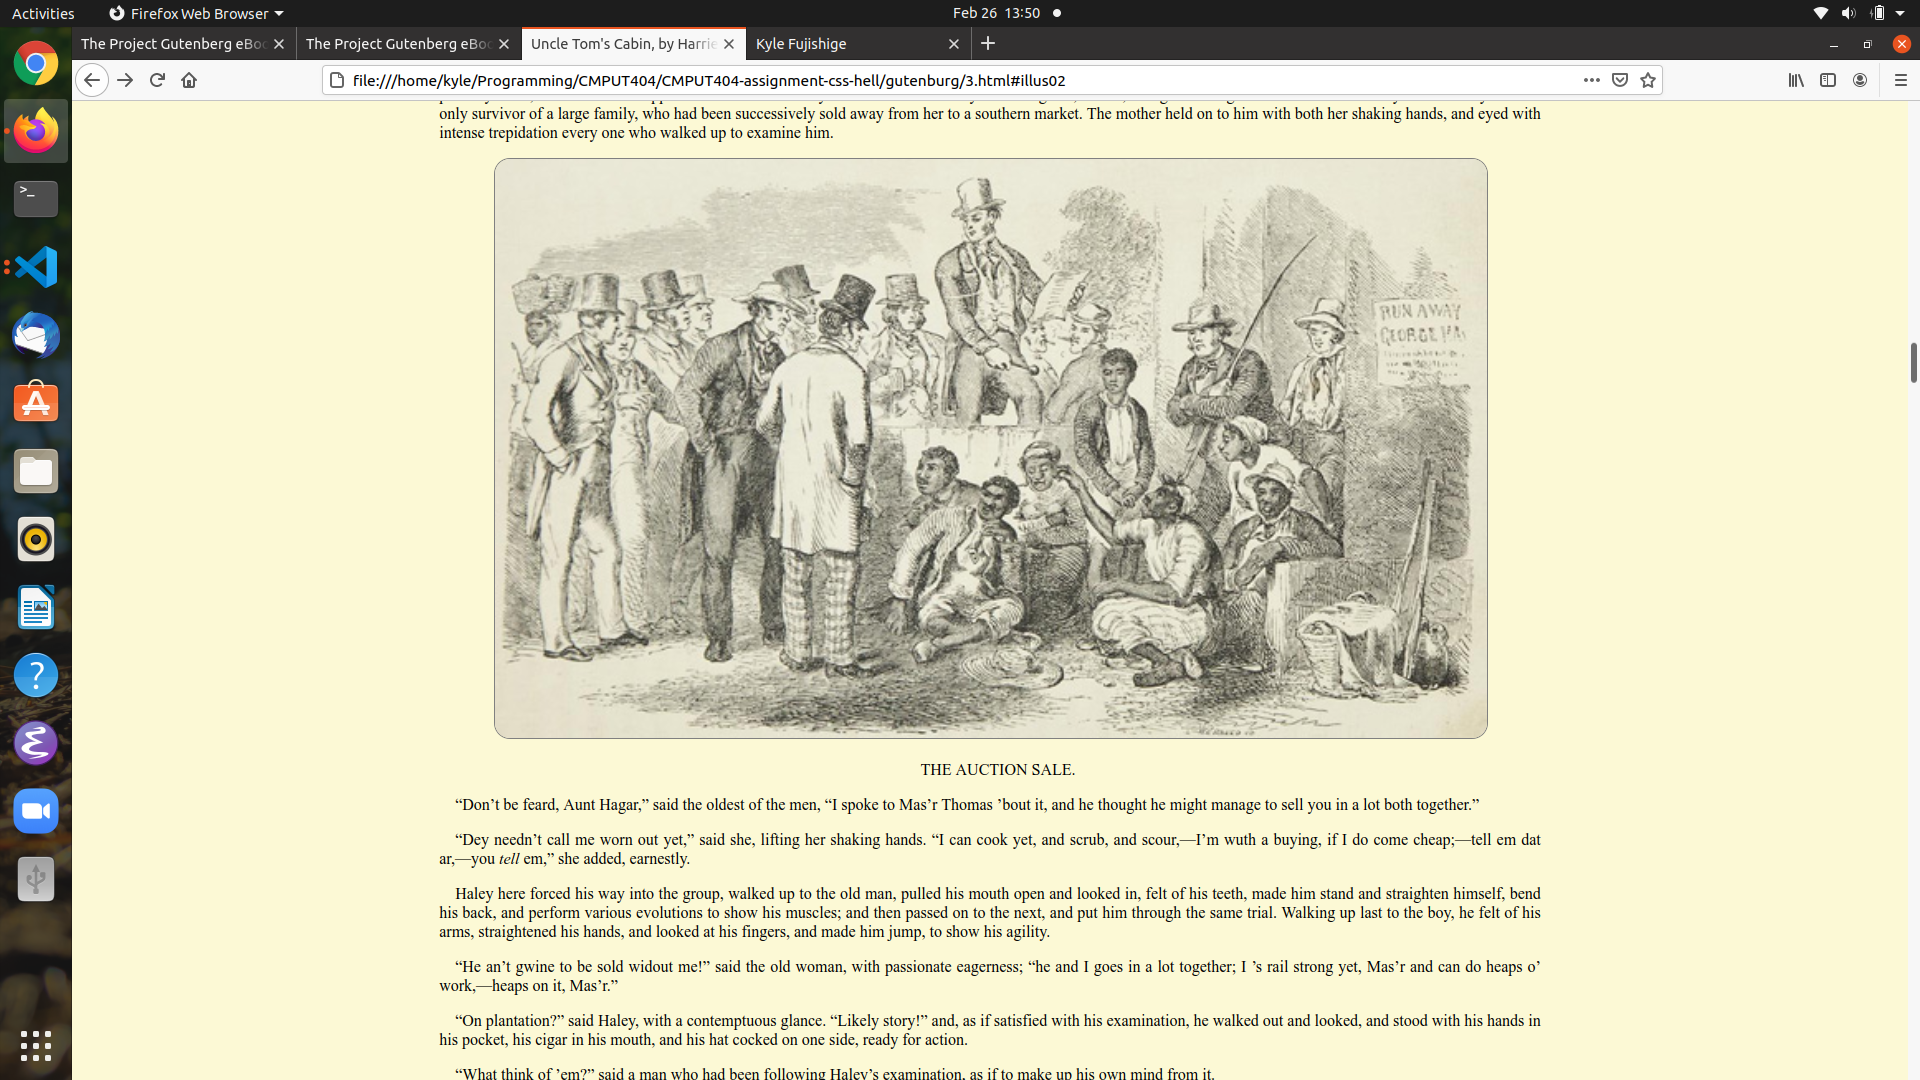 Activities
Firefox Web Browser
Feb 26 13:50
The Project Gutenberg eBoo
The Project Gutenberg eBoo
Uncle Tom's Cabin, by Harrie
Kyle Fujishige
file:///home/kyle/Programming/CMPUT404/CMPUT404-assignment-css-hell/gutenburg/3.html#illus02
only survivor of a large family, who had been successively sold away from her to a southern market. The mother held on to him with both her shaking hands, and eyed with
intense trepidation every one who walked up to examine him.
RUN AWAY
GEORGE HA
THE AUCTION SALE.
“Don’t be feard, Aunt Hagar,” said the oldest of the men, “I spoke to Mas’r Thomas ’bout it, and he thought he might manage to sell you in a lot both together.”
“Dey needn’t call me worn out yet,” said she, lifting her shaking hands. “I can cook yet, and scrub, and scour,—I’m wuth a buying, if I do come cheap;—tell em dat
ar,—you tell em,” she added, earnestly.
Haley here forced his way into the group, walked up to the old man, pulled his mouth open and looked in, felt of his teeth, made him stand and straighten himself, bend
his back, and perform various evolutions to show his muscles; and then passed on to the next, and put him through the same trial. Walking up last to the boy, he felt of his
arms, straightened his hands, and looked at his fingers, and made him jump, to show his agility.
“He an’t gwine to be sold widout me!” said the old woman, with passionate eagerness; “he and I goes in a lot together; I ’s rail strong yet, Mas’r and can do heaps o’
work,—heaps on it, Mas’r.”
“On plantation?” said Haley, with a contemptuous glance. “Likely story!” and, as if satisfied with his examination, he walked out and looked, and stood with his hands in
his pocket, his cigar in his mouth, and his hat cocked on one side, ready for action.
“What think of ’em?” said a man who had been following Haley’s examination, as if to make up his own mind from it.